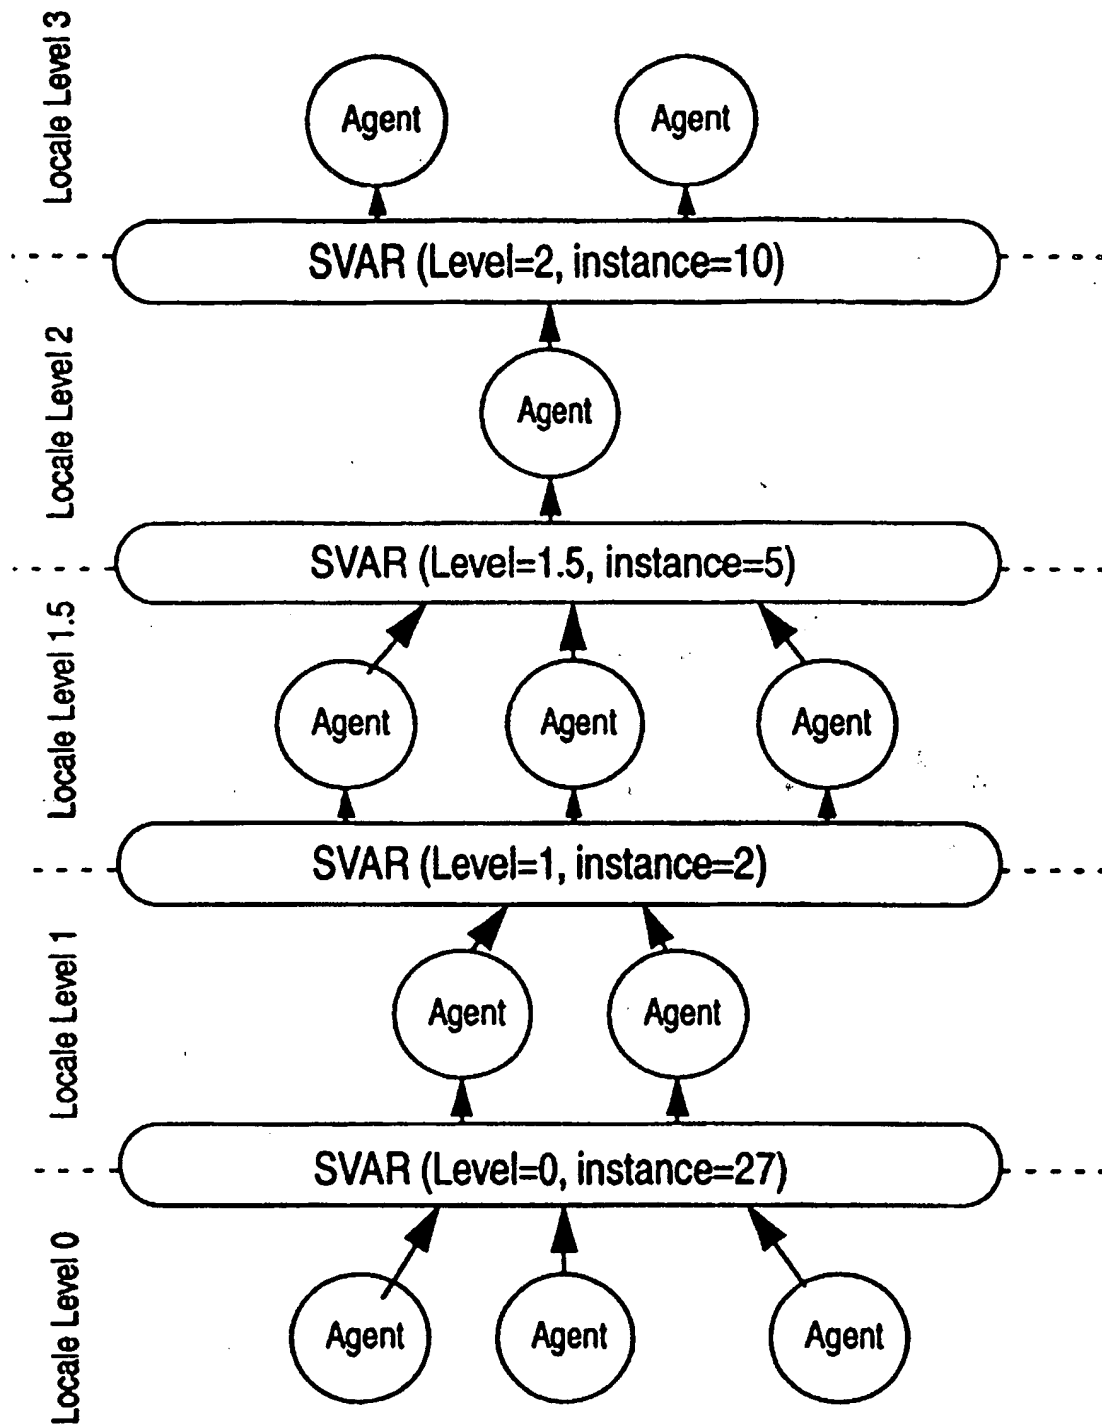 Locale Level 3
Agent
Agent
SVAR (Level=2, instance=10)
Locale Level 2
Agent
SVAR (Level=1.5, instance=5)
Locale Level 1.5
Agent
Agent
Agent
SVAR (Level=1, instance=2)
Locale Level 1
Agent
Agent
SVAR (Level=0, instance=27)
Locale Level 0
Agent
Agent
Agent